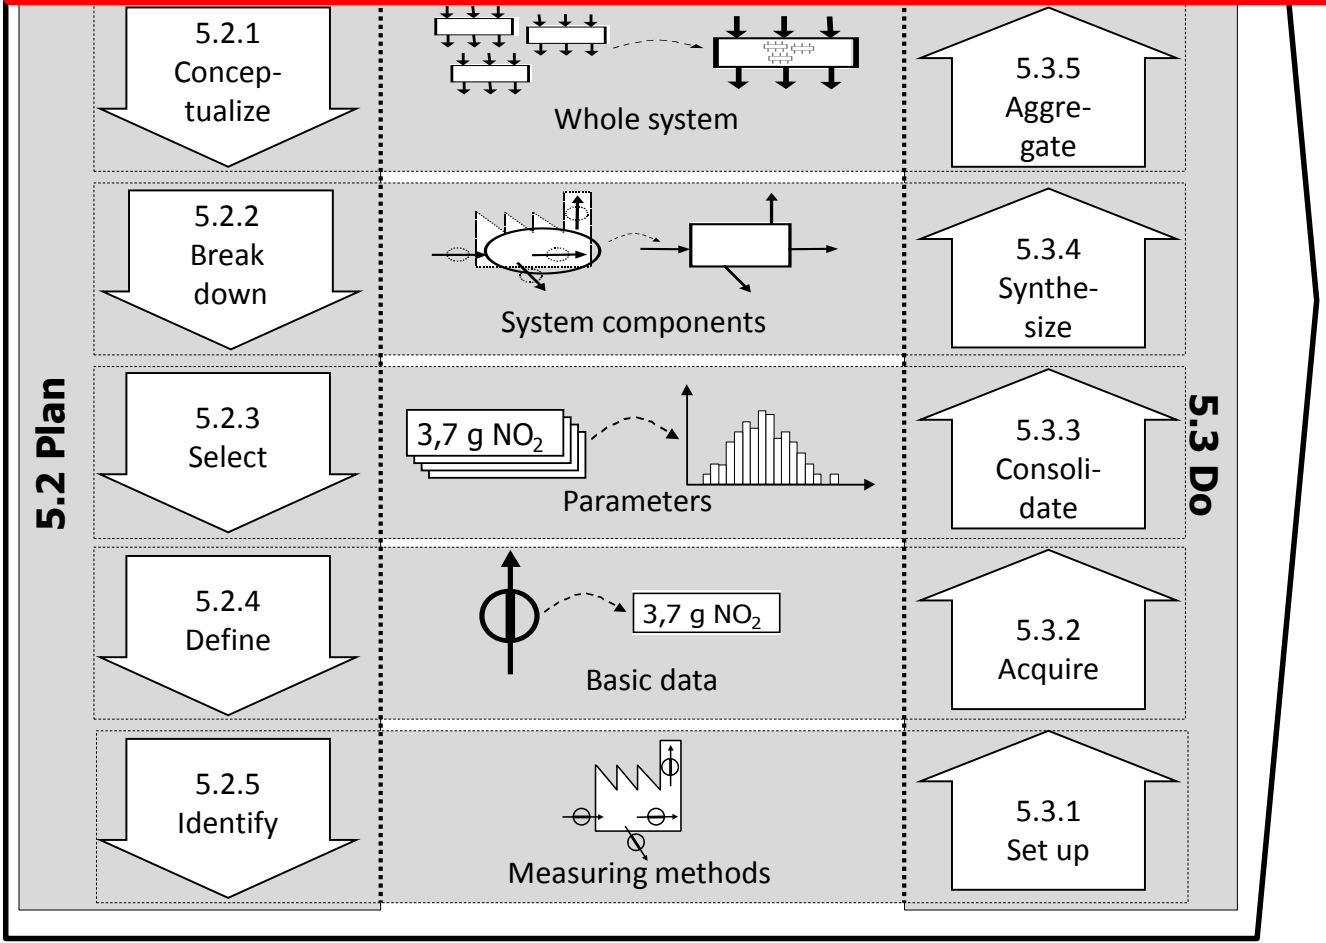 5.2 Plan
5.2.1
Concep-
tualize
Whole system
5.3.5
Aggre-
gate
5.2.2
Break
down
System components
5.3.4
Synthe-
size
5.2.3
Select
3,7 g NO₂
Parameters
5.3.3
Consoli-
date
5.2.4
Define
3,7 g NO₂
Basic data
5.3.2
Acquire
5.2.5
Identify
Measuring methods
5.3.1
Set up
5.3 Do